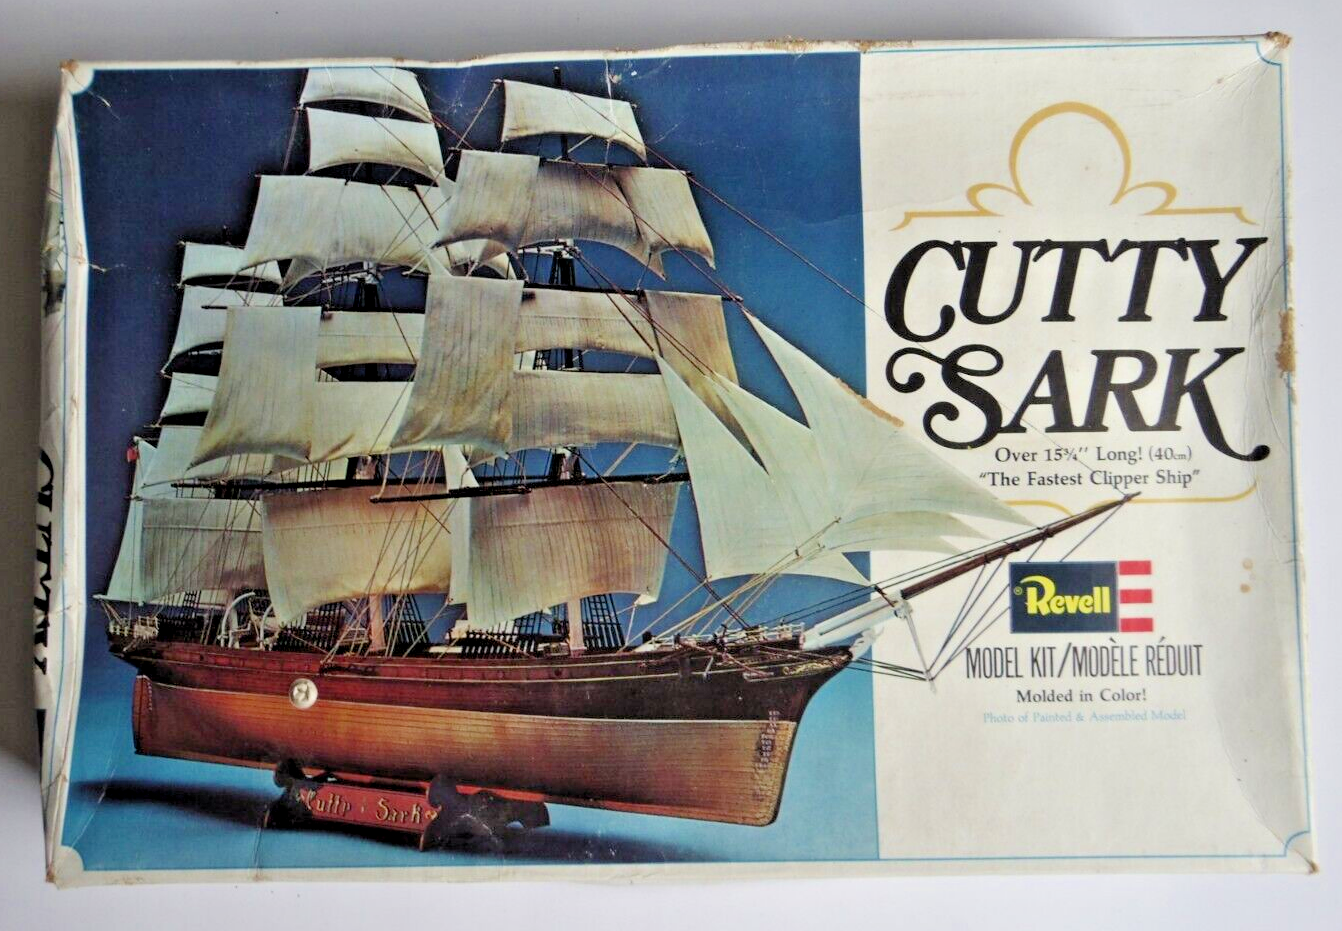 CUTTY
SARK
Over 15¾" Long! (40cm)
"The Fastest Clipper Ship"
® Revell
MODEL KIT/MODÈLE RÉDUIT
Molded in Color!
Photo of Painted & Assembled Model
Cutty Sark
CUTTY